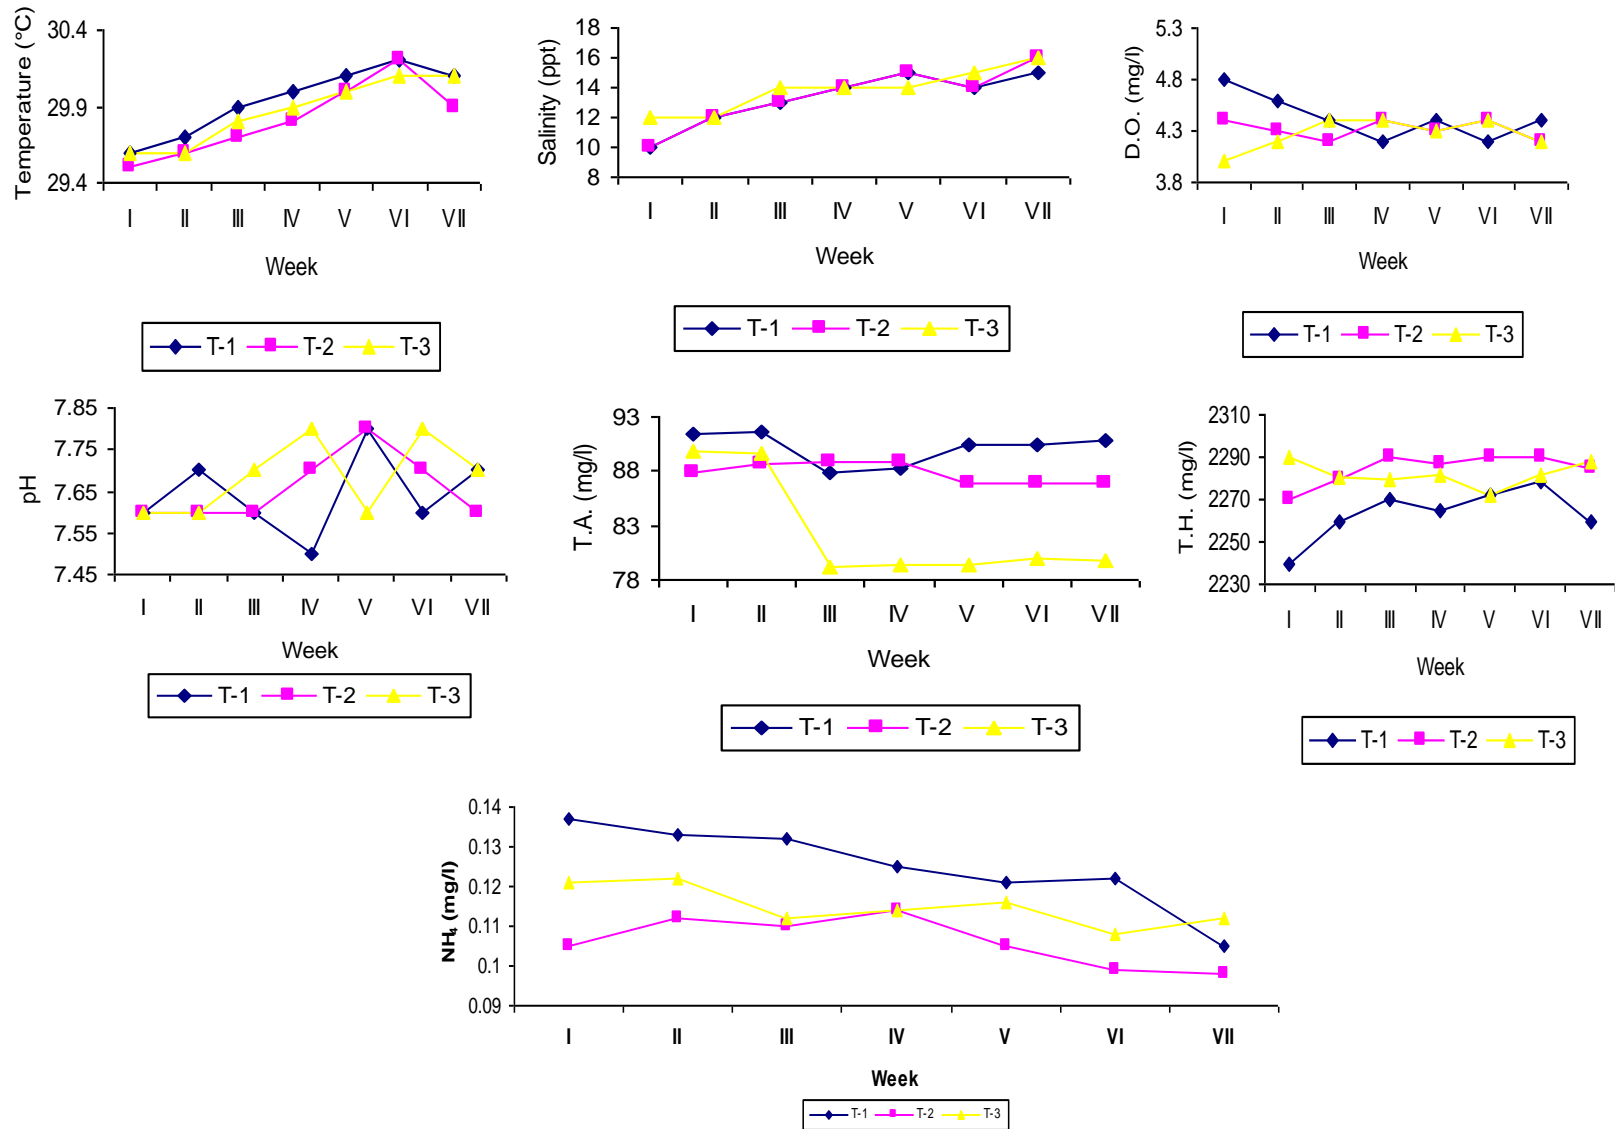 Temperature (°C)
30.4
29.9
29.4
I II III IV V VI VII
Week
T-1 T-2 T-3
Salinity (ppt)
18
16
14
12
10
8
I II III IV V VI VII
Week
T-1 T-2 T-3
D.O. (mg/l)
5.3
4.8
4.3
3.8
I II III IV V VI VII
Week
T-1 T-2 T-3
pH
7.85
7.75
7.65
7.55
7.45
I II III IV V VI VII
Week
T-1 T-2 T-3
T.A. (mg/l)
93
88
83
78
I II III IV V VI VII
Week
T-1 T-2 T-3
T.H. (mg/l)
2310
2290
2270
2250
2230
I II III IV V VI VII
Week
T-1 T-2 T-3
NH₄ (mg/l)
0.14
0.13
0.12
0.11
0.1
0.09
I II III IV V VI VII
Week
T-1 T-2 T-3